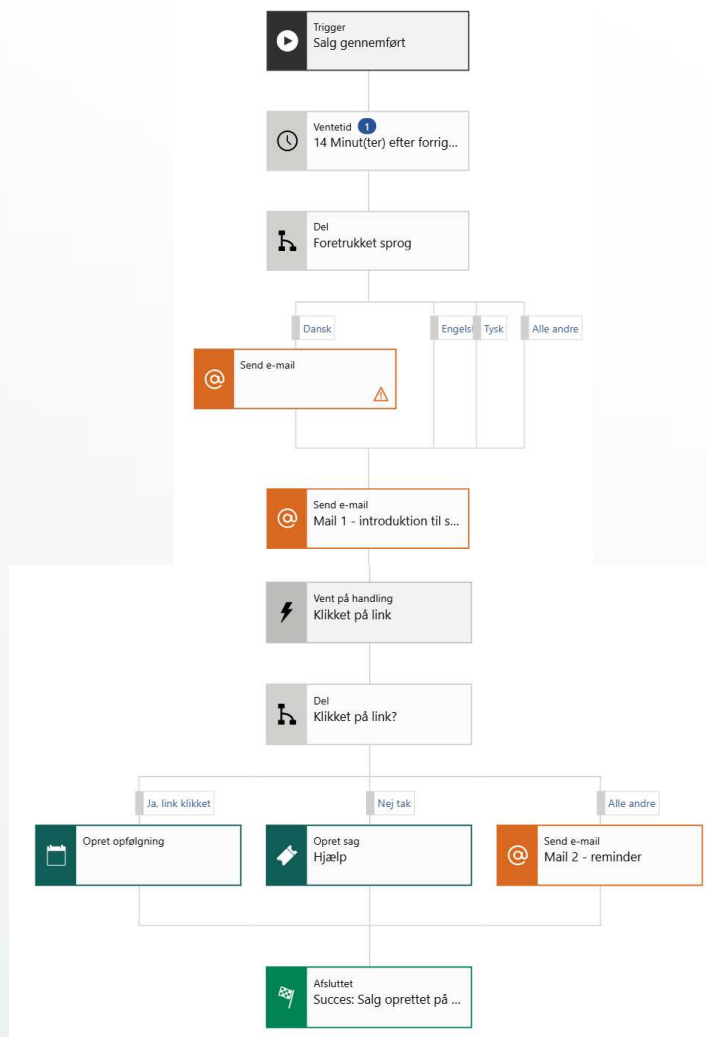 Trigger
Salg gennemført
Ventetid 1
14 Minut(ter) efter forrig...
Del
Foretrukket sprog
Dansk
Engels
Tysk
Alle andre
Send e-mail
Send e-mail
Mail 1 - introduktion til s...
Vent på handling
Klikket på link
Del
Klikket på link?
Ja, link klikket
Nej tak
Alle andre
Opret opfølgning
Opret sag
Hjælp
Send e-mail
Mail 2 - reminder
Afsluttet
Succes: Salg oprettet på ...